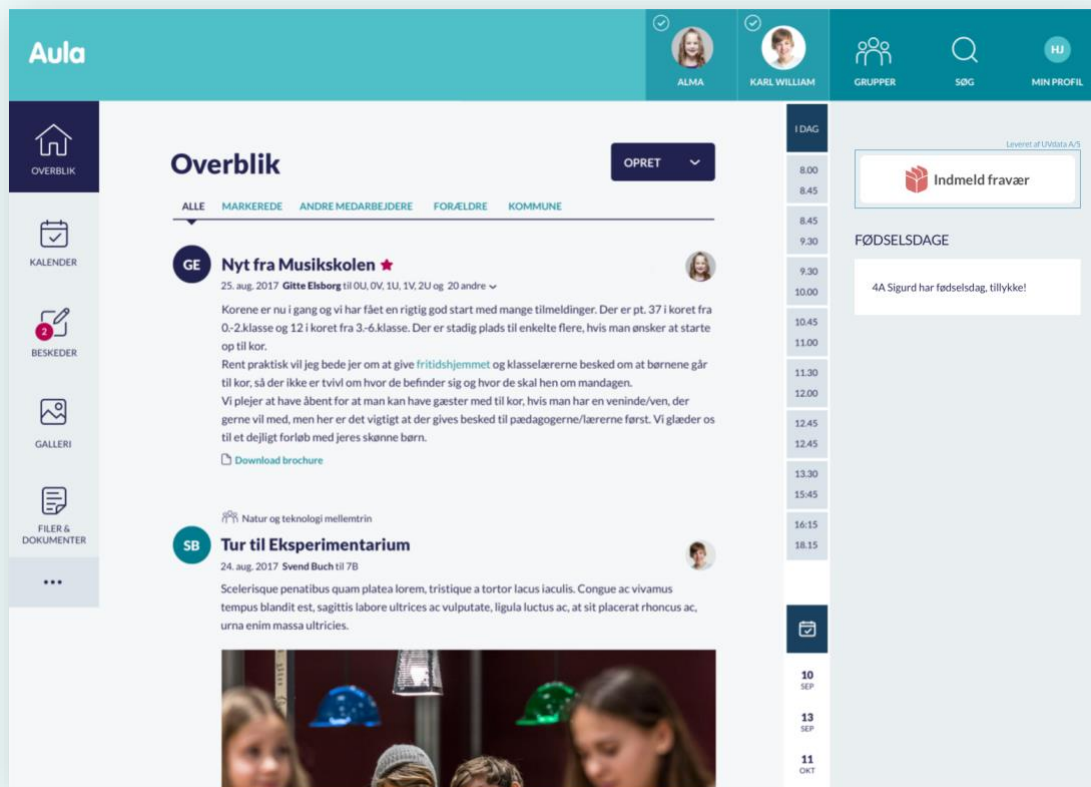 Aula
ALMA
KARL WILLIAM
GRUPPER
SØG
HJ
MIN PROFIL
OVERBLIK
KALENDER
2
BESKEDER
GALLERI
FILER &
DOKUMENTER
Overblik
OPRET
ALLE MARKEREDE ANDRE MEDARBEJDERE FORÆLDRE KOMMUNE
GE
Nyt fra Musikskolen
25. aug. 2017 Gitte Elsborg til 0U, 0V, 1U, 1V, 2U og 20 andre
Korene er nu i gang og vi har fået en rigtig god start med mange tilmeldinger. Der er pt. 37 i koret fra
0.-2.klasse og 12 i koret fra 3.-6.klasse. Der er stadig plads til enkelte flere, hvis man ønsker at starte
op til kor.
Rent praktisk vil jeg bede jer om at give fritidshjemmet og klasselærerne besked om at børnene går
til kor, så der ikke er tvivl om hvor de befinder sig og hvor de skal hen om mandagen.
Vi plejer at have åbent for at man kan have gæster med til kor, hvis man har en veninde/ven, der
gerne vil med, men her er det vigtigt at der gives besked til pædagogerne/lærerne først. Vi glæder os
til et dejligt forløb med jeres skønne børn.
Download brochure
Natur og teknologi mellemtrin
SB
Tur til Eksperimentarium
24. aug. 2017 Svend Buch til 7B
Scelerisque penatibus quam platea lorem, tristique a tortor lacus iaculis. Congue ac vivamus
tempus blandit est, sagittis labore ultrices ac vulputate, ligula luctus ac, at sit placerat rhoncus ac,
urna enim massa ultricies.
I DAG
8.00
8.45
8.45
9.30
9.30
10.00
10.45
11.00
11.30
12.00
12.45
12.45
13.30
15:45
16:15
18.15
10
SEP
13
SEP
11
OKT
Leveret af UVdata A/S
Indmeld fravær
FØDSELSDAGE
4A Sigurd har fødselsdag, tillykke!